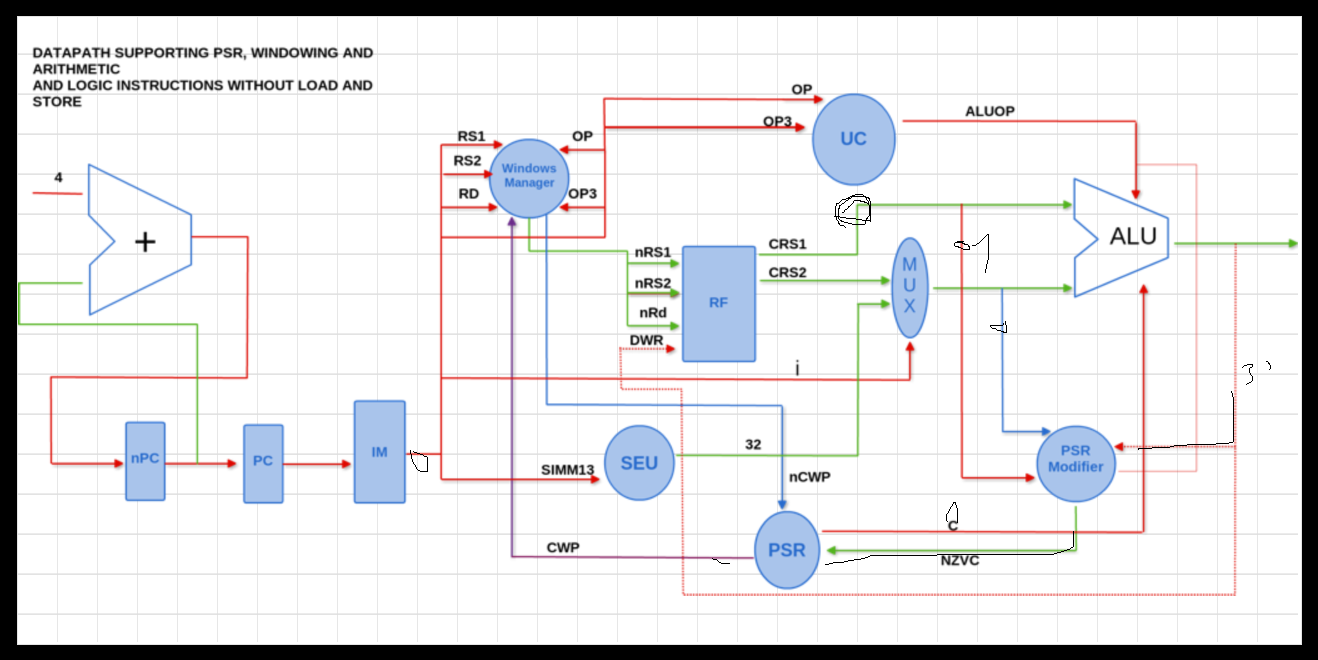 DATAPATH SUPPORTING PSR, WINDOWING AND
ARITHMETIC
AND LOGIC INSTRUCTIONS WITHOUT LOAD AND
STORE
OP
UC
ALUOP
OP3
RS1
OP
RS2
Windows
Manager
4
RD
OP3
+
ALU
nRS1
CRS1
nRS2
CRS2
MUX
RF
nRd
DWR
i
3
nPC
PC
IM
SEU
32
PSR
Modifier
SIMM13
nCWP
C
CWP
PSR
NZVC